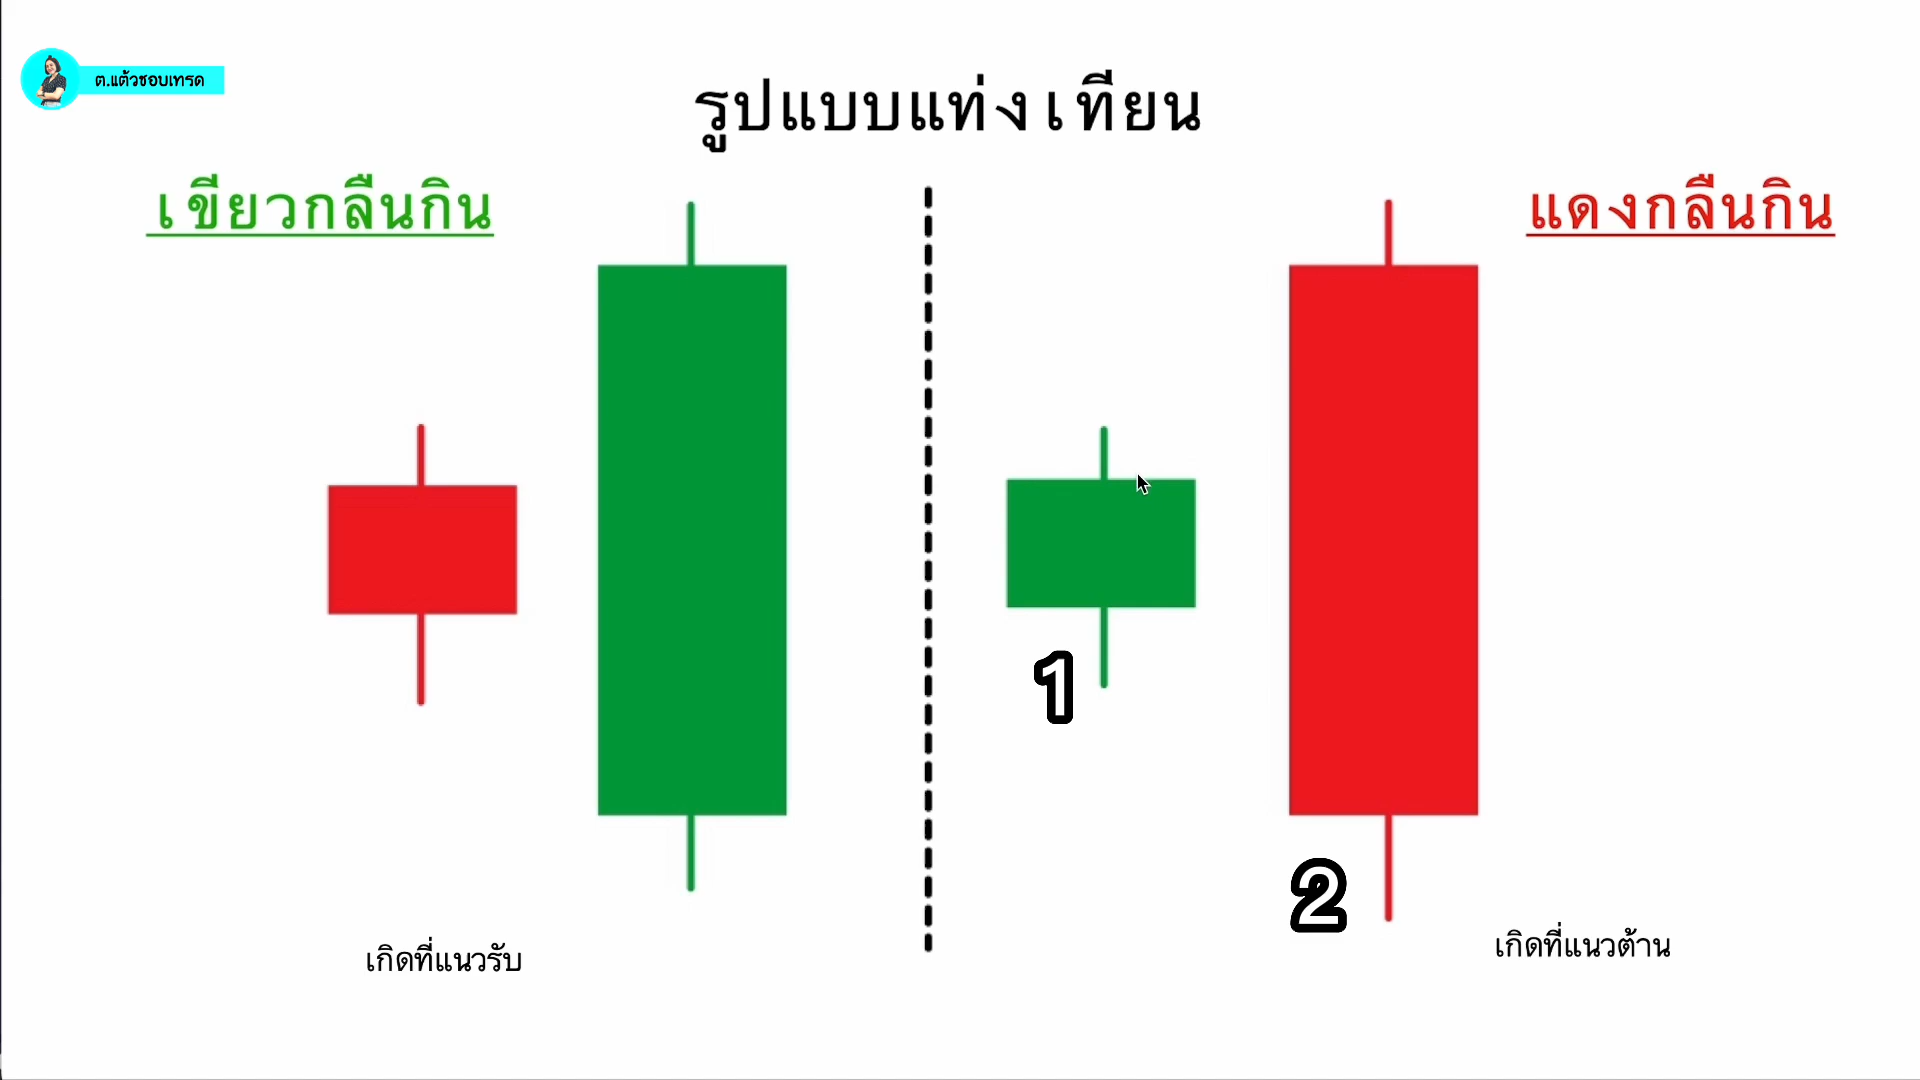 ต.แต้วชอบเทรด
รูปแบบแท่งเทียน
เขียวกลืนกิน
แดงกลืนกิน
1
2
เกิดที่แนวรับ
เกิดที่แนวต้าน